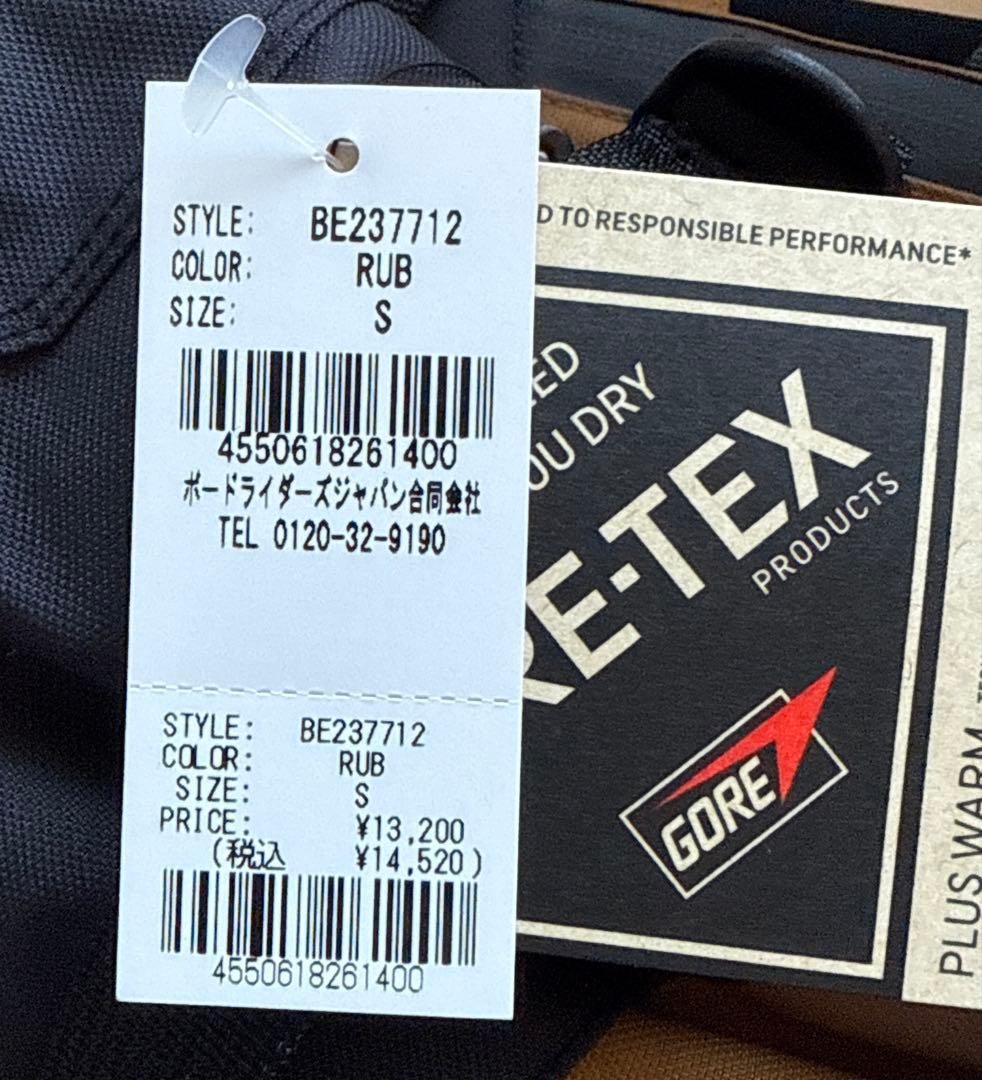 STYLE: BE237712
COLOR: RUB
SIZE: S
4550618261400
ボードライダーズジャパン合同会社
TEL 0120-32-9190
STYLE: BE237712
COLOR: RUB
SIZE: S
PRICE: ¥13,200
(税込 ¥14,520)
4550618261400
TO RESPONSIBLE PERFORMANCE*
DRY
RE-TEX
PRODUCTS
GORE
PLUS WARM